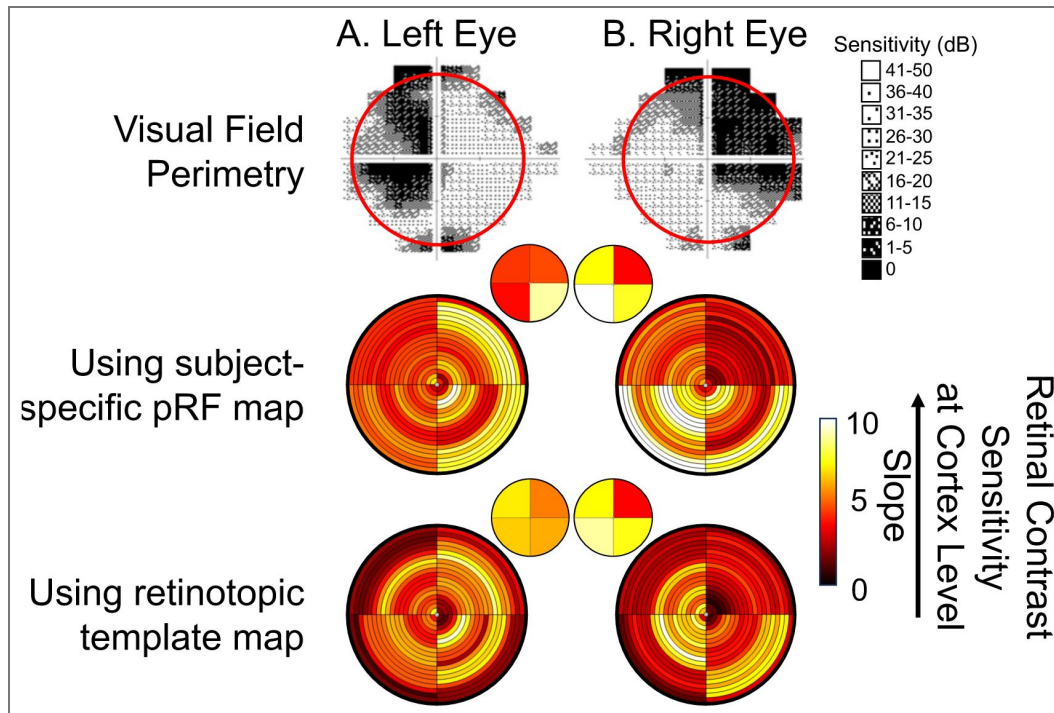 A. Left Eye
B. Right Eye
Sensitivity (dB)
41-50
36-40
31-35
26-30
21-25
16-20
11-15
6-10
1-5
0
Visual Field
Perimetry
Using subject-
specific pRF map
Using retinotopic
template map
10
5
0
Slope
Retinal Contrast
Sensitivity
at Cortex Level